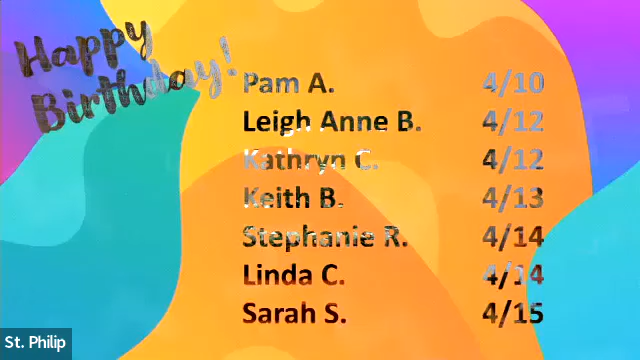 Happy
Birthday!
Pam A. 4/10
Leigh Anne B. 4/12
Kathryn C. 4/12
Keith B. 4/13
Stephanie R. 4/14
Linda C. 4/14
Sarah S. 4/15
St. Philip